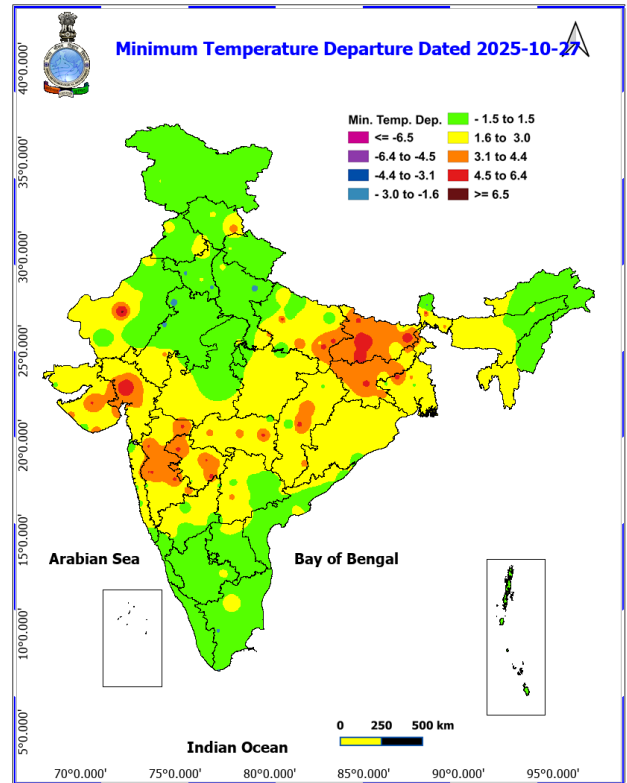 Minimum Temperature Departure Dated 2025-10-27
Min. Temp. Dep.
<= -6.5
-6.4 to -4.5
-4.4 to -3.1
- 3.0 to -1.6
- 1.5 to 1.5
1.6 to 3.0
3.1 to 4.4
4.5 to 6.4
>= 6.5
40°0.000'
35°0.000'
30°0.000'
25°0.000'
20°0.000'
15°0.000'
10°0.000'
5°0.000'
Arabian Sea
Bay of Bengal
0 250 500 km
Indian Ocean
70°0.000' 75°0.000' 80°0.000' 85°0.000' 90°0.000' 95°0.000'